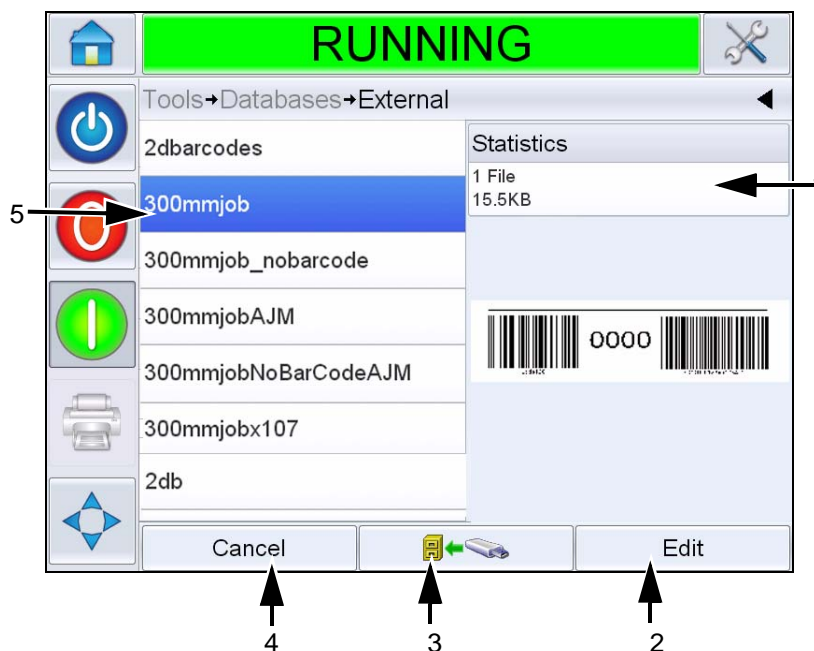 RUNNING
Tools→Databases→External
2dbarcodes
Statistics
1 File
15.5KB
300mmjob
5
300mmjob_nobarcode
300mmjobAJM
0000
300mmjobNoBarCodeAJM
300mmjobx107
2db
Cancel
Edit
4
3
2